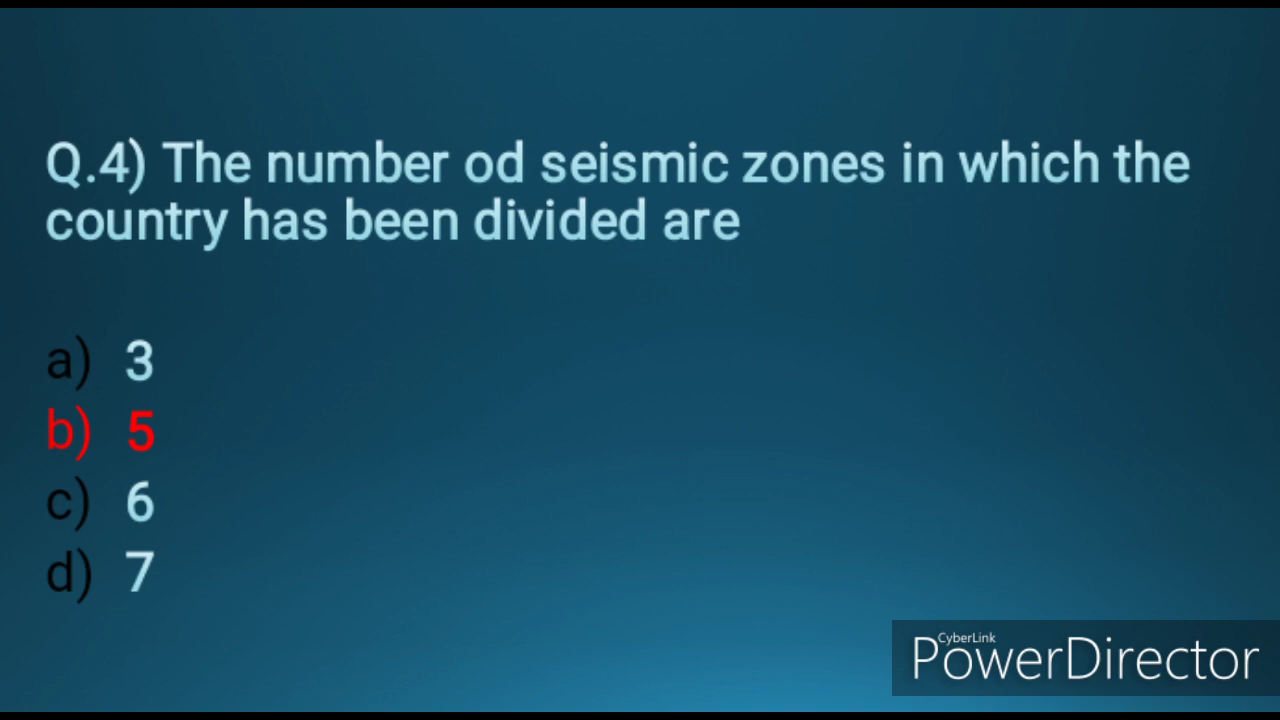 Q.4) The number od seismic zones in which the
country has been divided are
a) 3
b) 5
c) 6
d) 7
CyberLink
PowerDirector